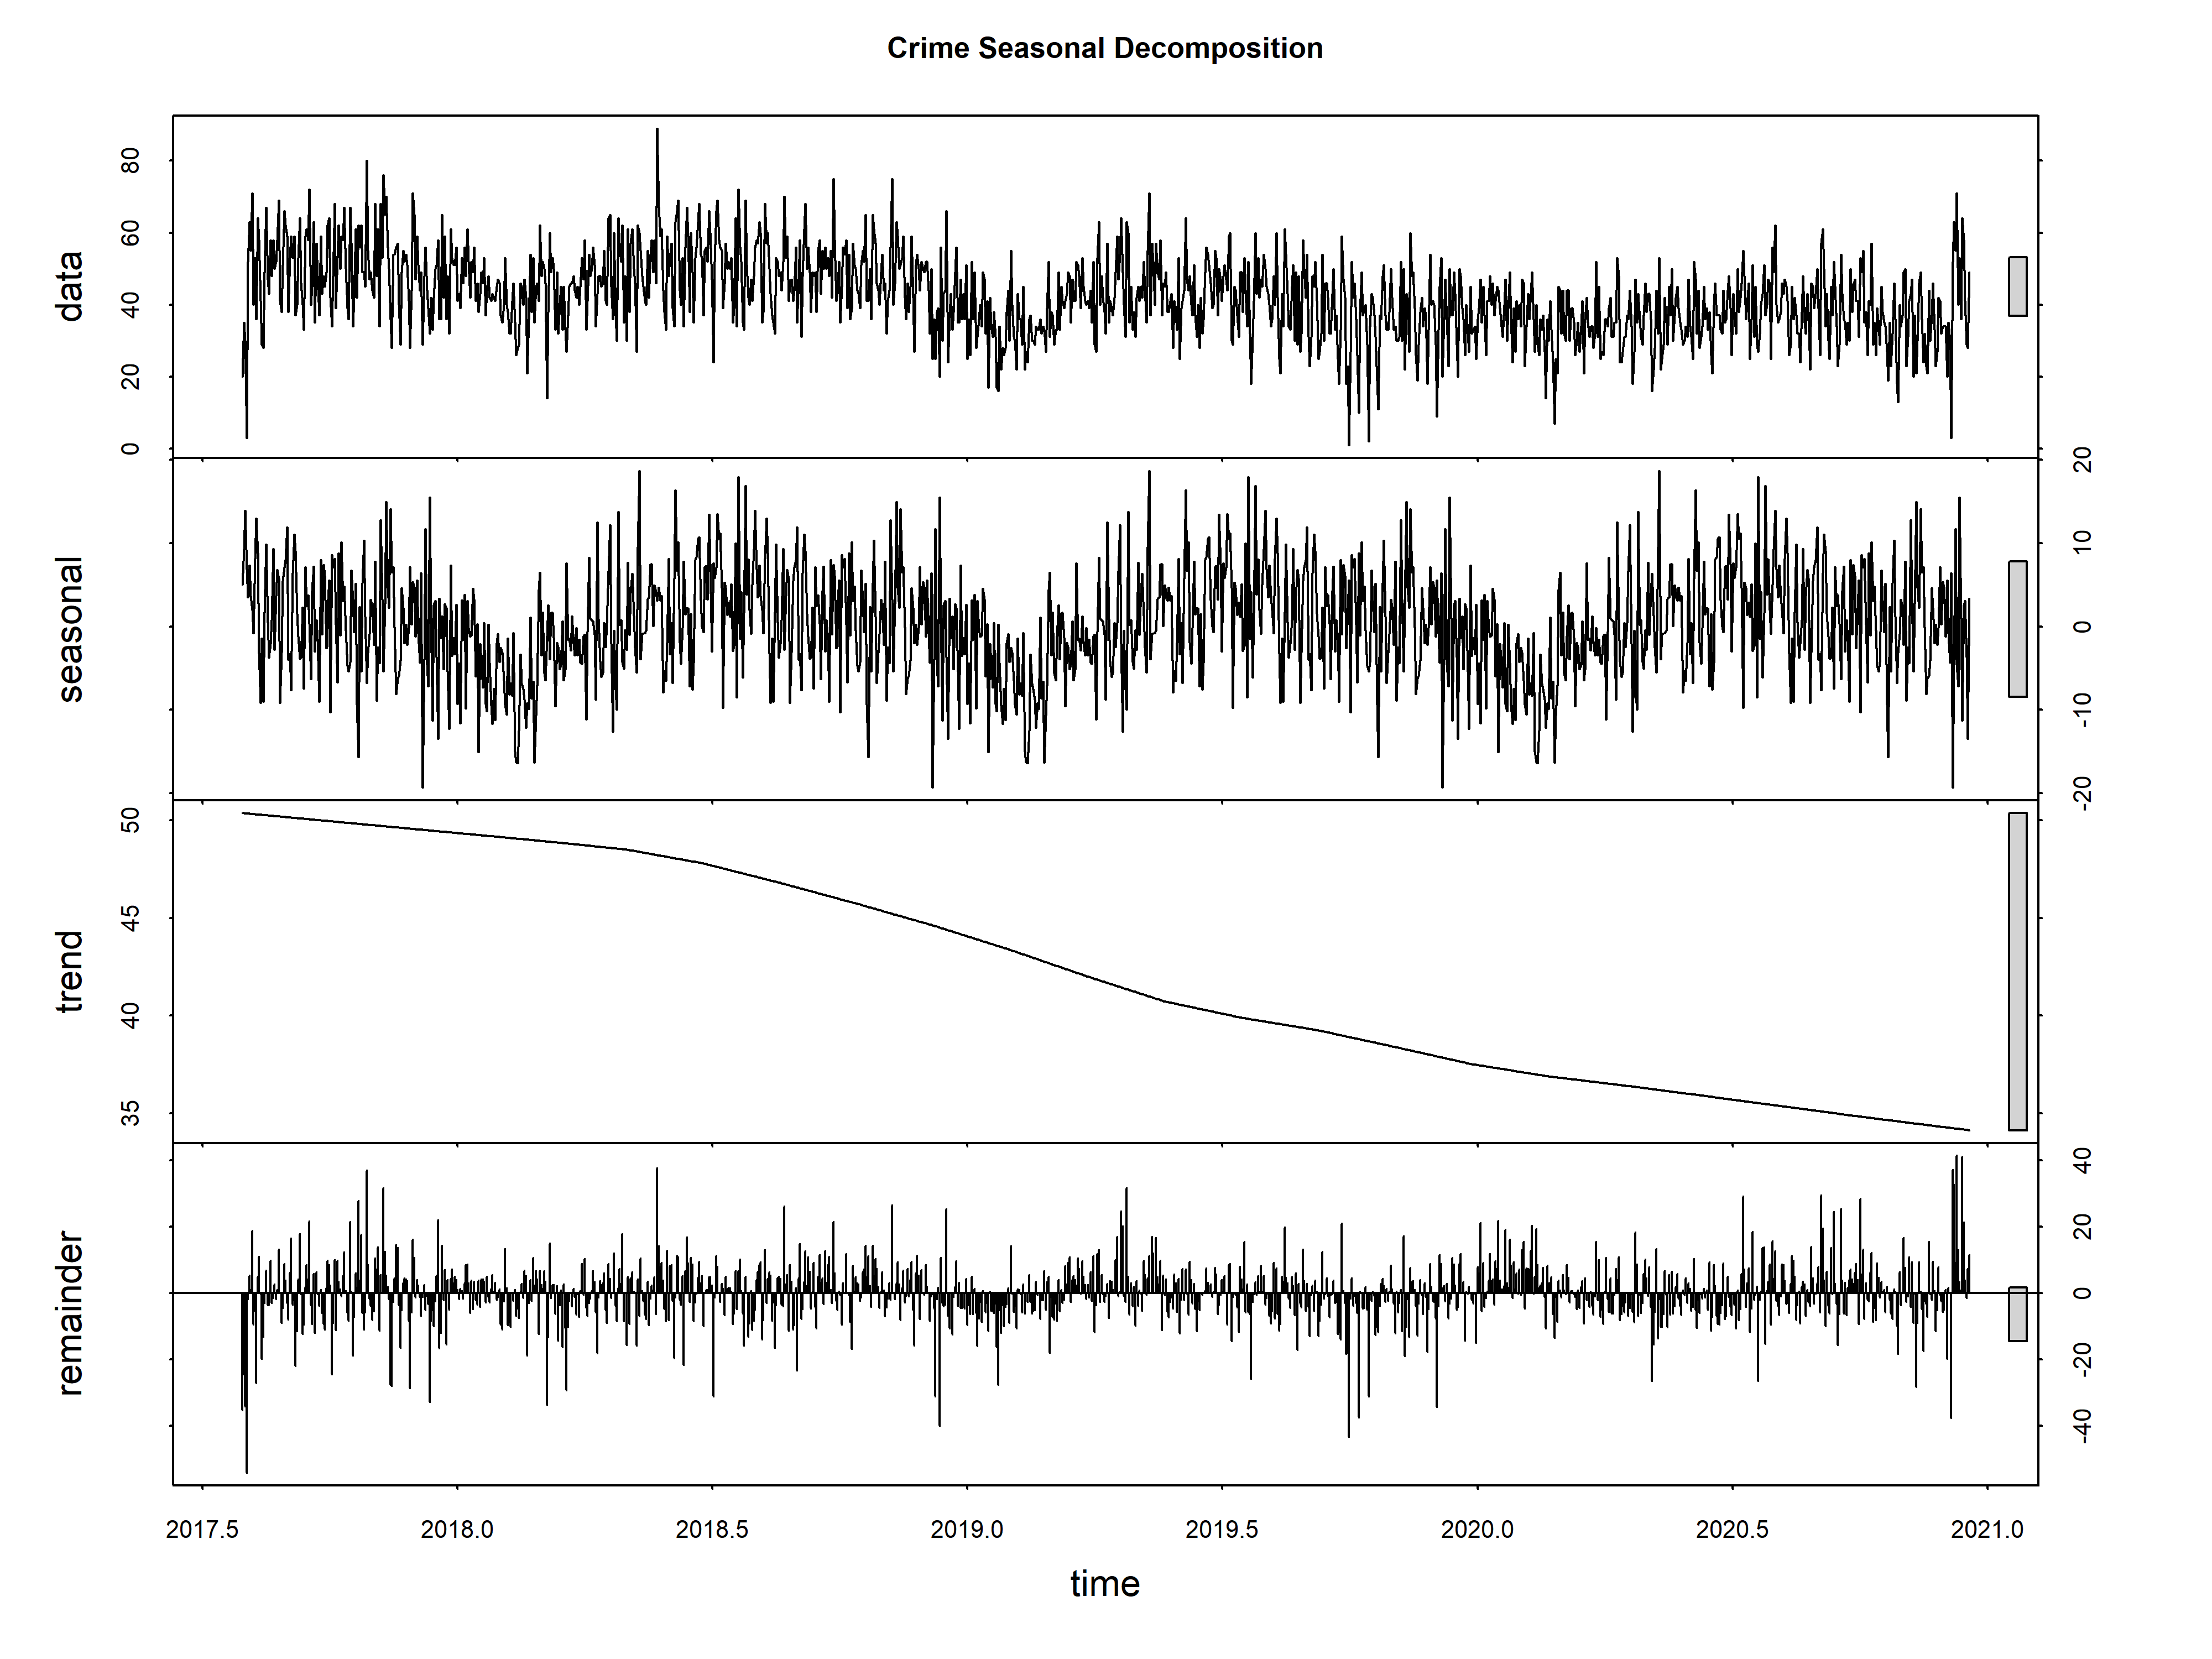 Crime Seasonal Decomposition
data
0 20 40 60 80
seasonal
-20 -10 0 10 20
trend
35 40 45 50
remainder
-40 -20 0 20 40
2017.5 2018.0 2018.5 2019.0 2019.5 2020.0 2020.5 2021.0
time